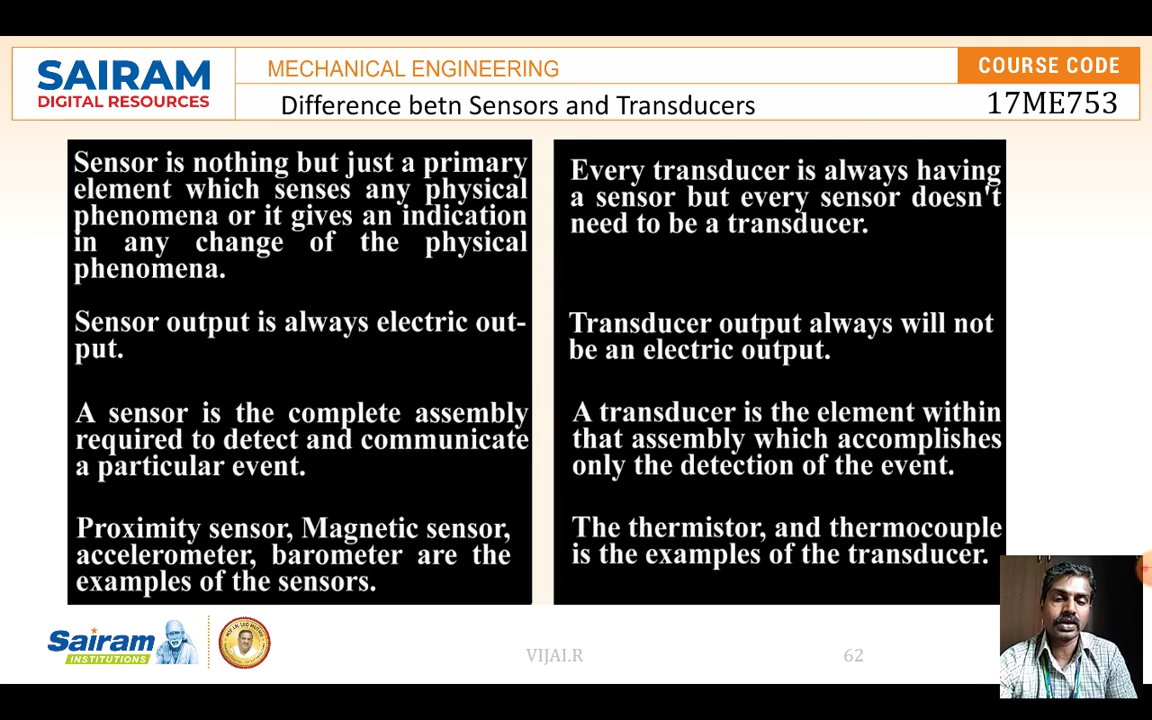 SAIRAM
DIGITAL RESOURCES
MECHANICAL ENGINEERING
Difference betn Sensors and Transducers
COURSE CODE
17ME753
Sensor is nothing but just a primary
element which senses any physical
phenomena or it gives an indication
in any change of the physical
phenomena.
Sensor output is always electric out-
put.
A sensor is the complete assembly
required to detect and communicate
a particular event.
Proximity sensor, Magnetic sensor,
accelerometer, barometer are the
examples of the sensors.
Every transducer is always having
a sensor but every sensor doesn't
need to be a transducer.
Transducer output always will not
be an electric output.
A transducer is the element within
that assembly which accomplishes
only the detection of the event.
The thermistor, and thermocouple
is the examples of the transducer.
Sairam
INSTITUTIONS
VIJAI.R
62